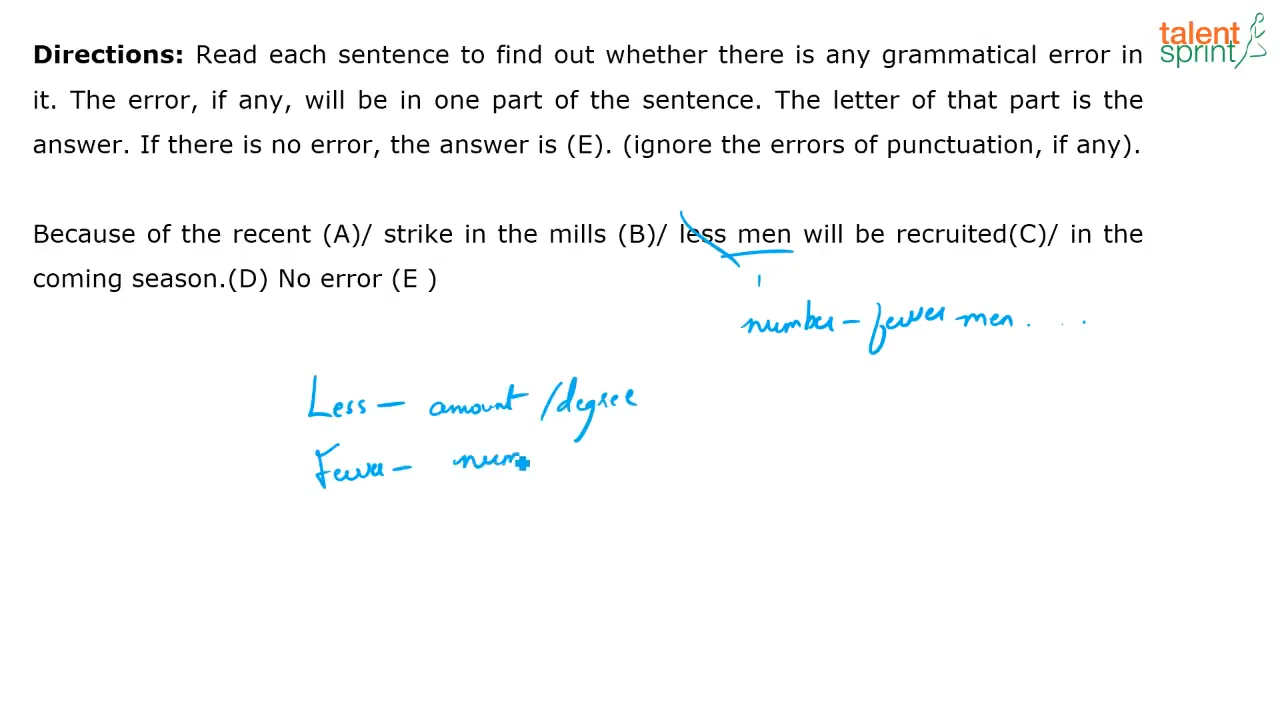 talent
sprint
Directions: Read each sentence to find out whether there is any grammatical error in
it. The error, if any, will be in one part of the sentence. The letter of that part is the
answer. If there is no error, the answer is (E). (ignore the errors of punctuation, if any).
Because of the recent (A)/ strike in the mills (B)/ less men will be recruited(C)/ in the
coming season.(D) No error (E )
number – fewer men . . .
Less – amount /degree
Fewer – num